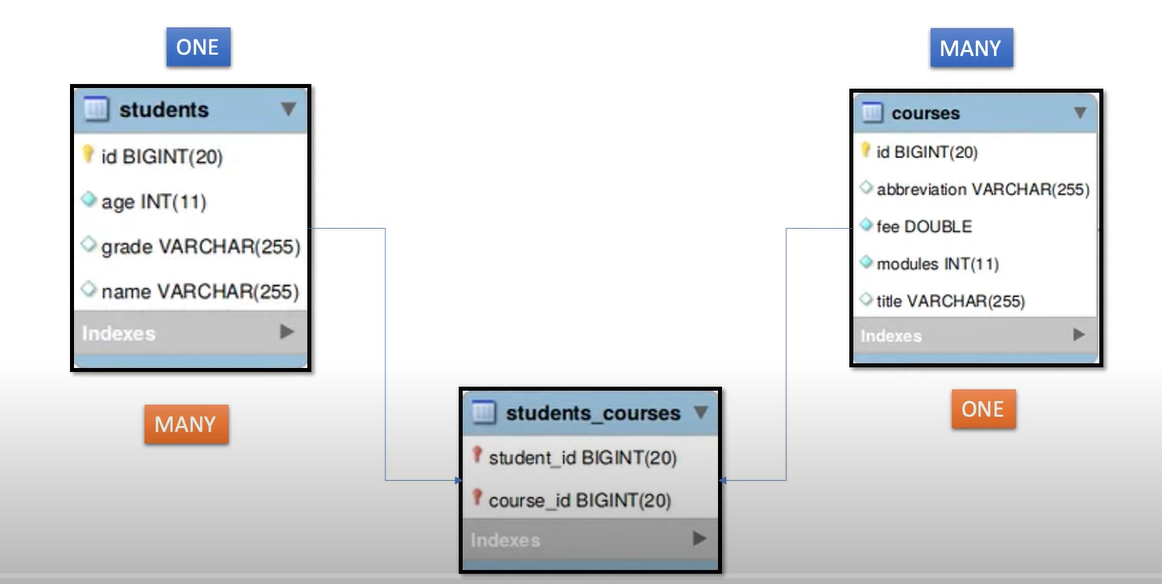 ONE
students
id BIGINT(20)
age INT(11)
grade VARCHAR(255)
name VARCHAR(255)
Indexes
MANY
MANY
courses
id BIGINT(20)
abbreviation VARCHAR(255)
fee DOUBLE
modules INT(11)
title VARCHAR(255)
Indexes
ONE
students_courses
student_id BIGINT(20)
course_id BIGINT(20)
Indexes